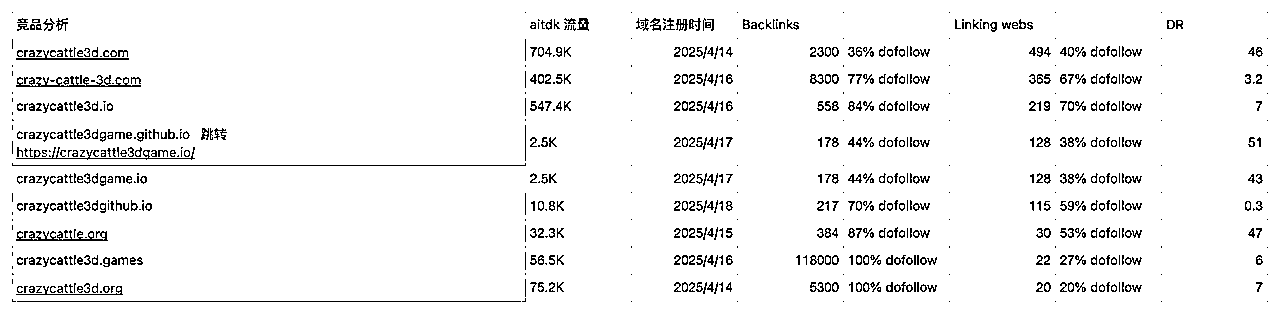 竞品分析 aitdk 流量 域名注册时间 Backlinks Linking webs DR
crazycattle3d.com 704.9K 2025/4/14 2300 36% dofollow 494 40% dofollow 46
crazy-cattle-3d.com 402.5K 2025/4/16 8300 77% dofollow 365 67% dofollow 3.2
crazycattle3d.io 547.4K 2025/4/16 558 84% dofollow 219 70% dofollow 7
crazycattle3dgame.github.io 跳转
https://crazycattle3dgame.io/ 2.5K 2025/4/17 178 44% dofollow 128 38% dofollow 51
crazycattle3dgame.io 2.5K 2025/4/17 178 44% dofollow 128 38% dofollow 43
crazycattle3dgithub.io 10.8K 2025/4/18 217 70% dofollow 115 59% dofollow 0.3
crazycattle.org 32.3K 2025/4/15 384 87% dofollow 30 53% dofollow 47
crazycattle3d.games 56.5K 2025/4/16 118000 100% dofollow 22 27% dofollow 6
crazycattle3d.org 75.2K 2025/4/14 5300 100% dofollow 20 20% dofollow 7